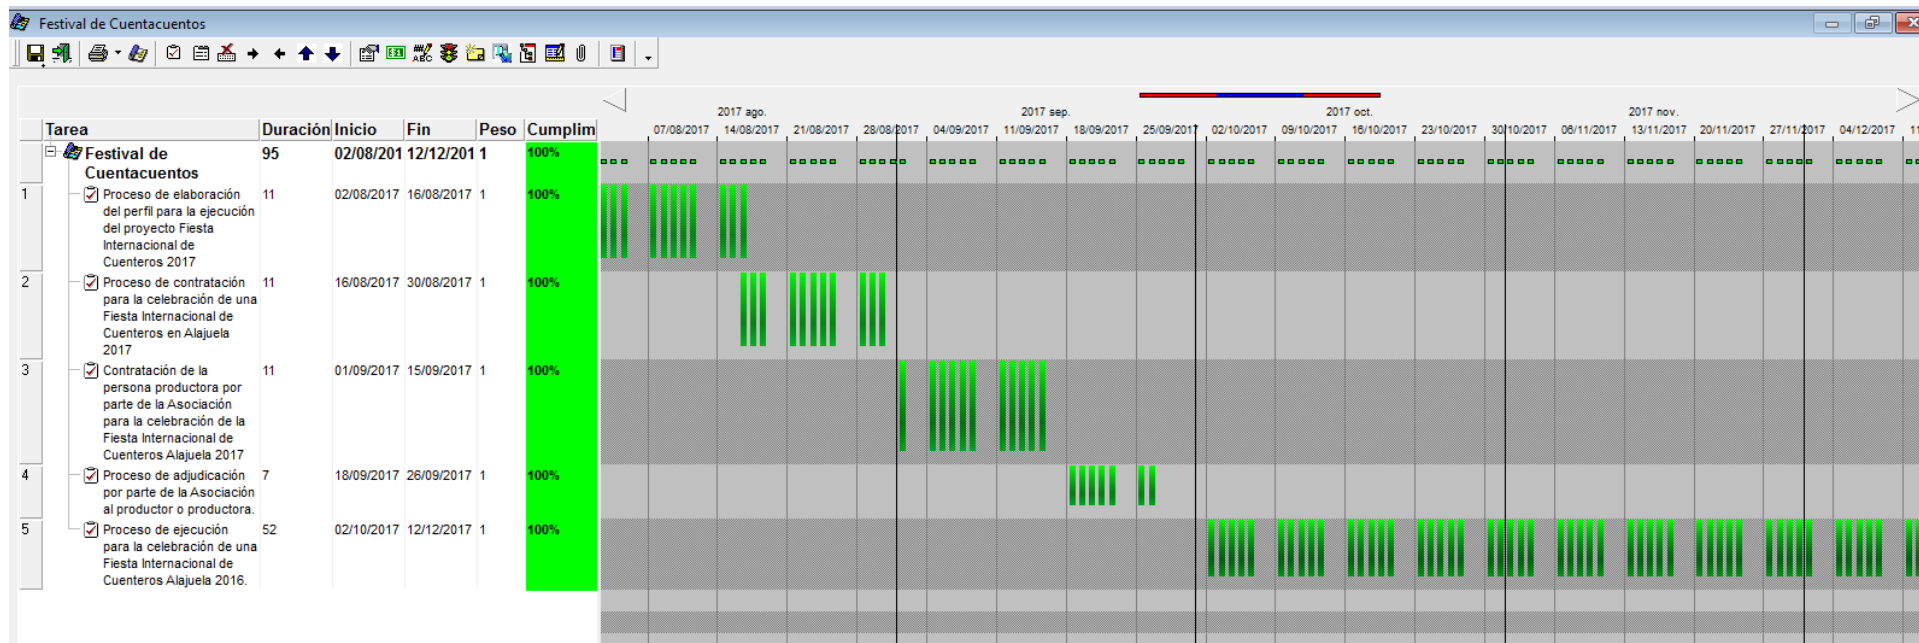 Festival de Cuentacuentos
2017 ago. 2017 sep. 2017 oct. 2017 nov.
Tarea Duración Inicio Fin Peso Cumplim
07/08/2017 14/08/2017 21/08/2017 28/08/2017 04/09/2017 11/09/2017 18/09/2017 25/09/2017 02/10/2017 09/10/2017 16/10/2017 23/10/2017 30/10/2017 06/11/2017 13/11/2017 20/11/2017 27/11/2017 04/12/2017 11
Festival de 95 02/08/201 12/12/201 1 100%
Cuentacuentos
1 Proceso de elaboración 11 02/08/2017 16/08/2017 1 100%
del perfil para la ejecución
del proyecto Fiesta
Internacional de
Cuenteros 2017
2 Proceso de contratación 11 16/08/2017 30/08/2017 1 100%
para la celebración de una
Fiesta Internacional de
Cuenteros en Alajuela
2017
3 Contratación de la 11 01/09/2017 15/09/2017 1 100%
persona productora por
parte de la Asociación
para la celebración de la
Fiesta Internacional de
Cuenteros Alajuela 2017
4 Proceso de adjudicación 7 18/09/2017 26/09/2017 1 100%
por parte de la Asociación
al productor o productora.
5 Proceso de ejecución 52 02/10/2017 12/12/2017 1 100%
para la celebración de una
Fiesta Internacional de
Cuenteros Alajuela 2016.